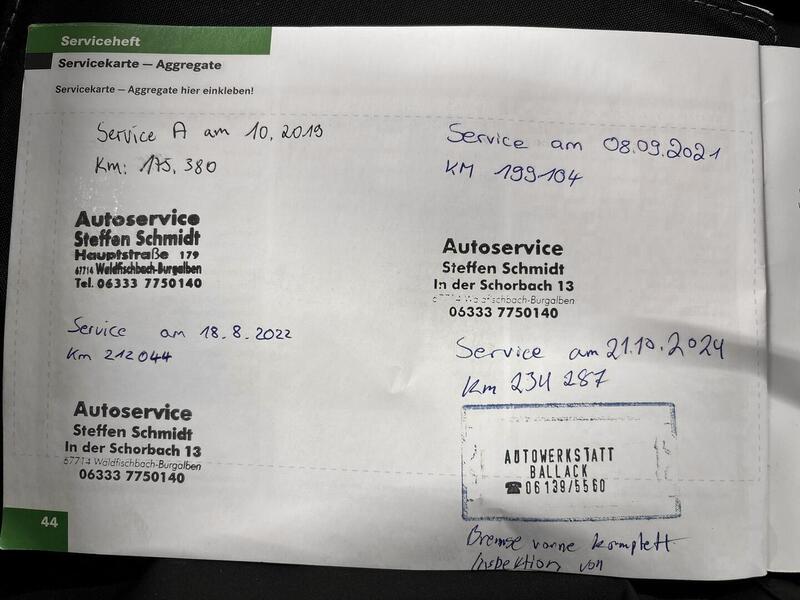 Serviceheft
Servicekarte – Aggregate
Servicekarte – Aggregate hier einkleben!
Service A am 10, 2019
Km: 175, 380
Autoservice
Steffen Schmidt
Hauptstraße 179
67714 Waldfischbach-Burgalben
Tel. 06333 7750140
Service am 08.09.2021
KM 199104
Autoservice
Steffen Schmidt
In der Schorbach 13
67714 Waldfischbach-Burgalben
06333 7750140
Service am 18.8.2022
Km 212044
Autoservice
Steffen Schmidt
In der Schorbach 13
67714 Waldfischbach-Burgalben
06333 7750140
Service am 21.10.2024
Km 234 287
AUTOWERKSTATT
BALLACK
☎06139/5560
Bremse vorne komplett
Inspektion von
44